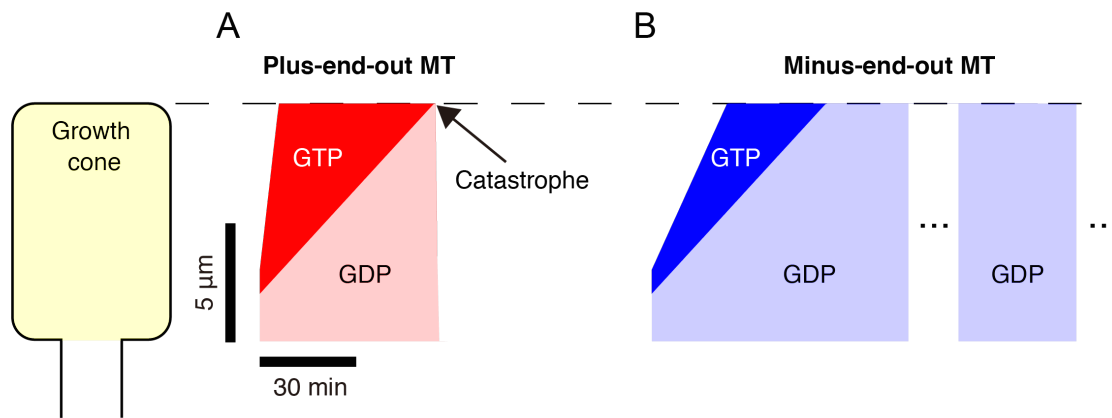 A
B
Plus-end-out MT
Minus-end-out MT
Growth
cone
GTP
GTP
Catastrophe
...
..
GDP
GDP
GDP
5 µm
30 min